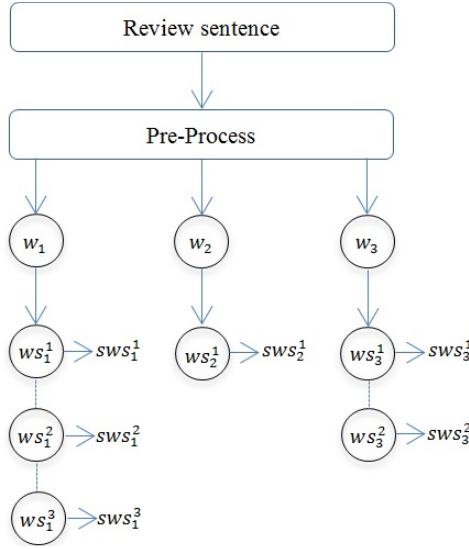 Review sentence
Pre-Process
w₁ w₂ w₃
ws₁¹ sws₁¹ ws₂¹ sws₂¹ ws₃¹ sws₃¹
ws₁² sws₁² ws₃² sws₃²
ws₁³ sws₁³